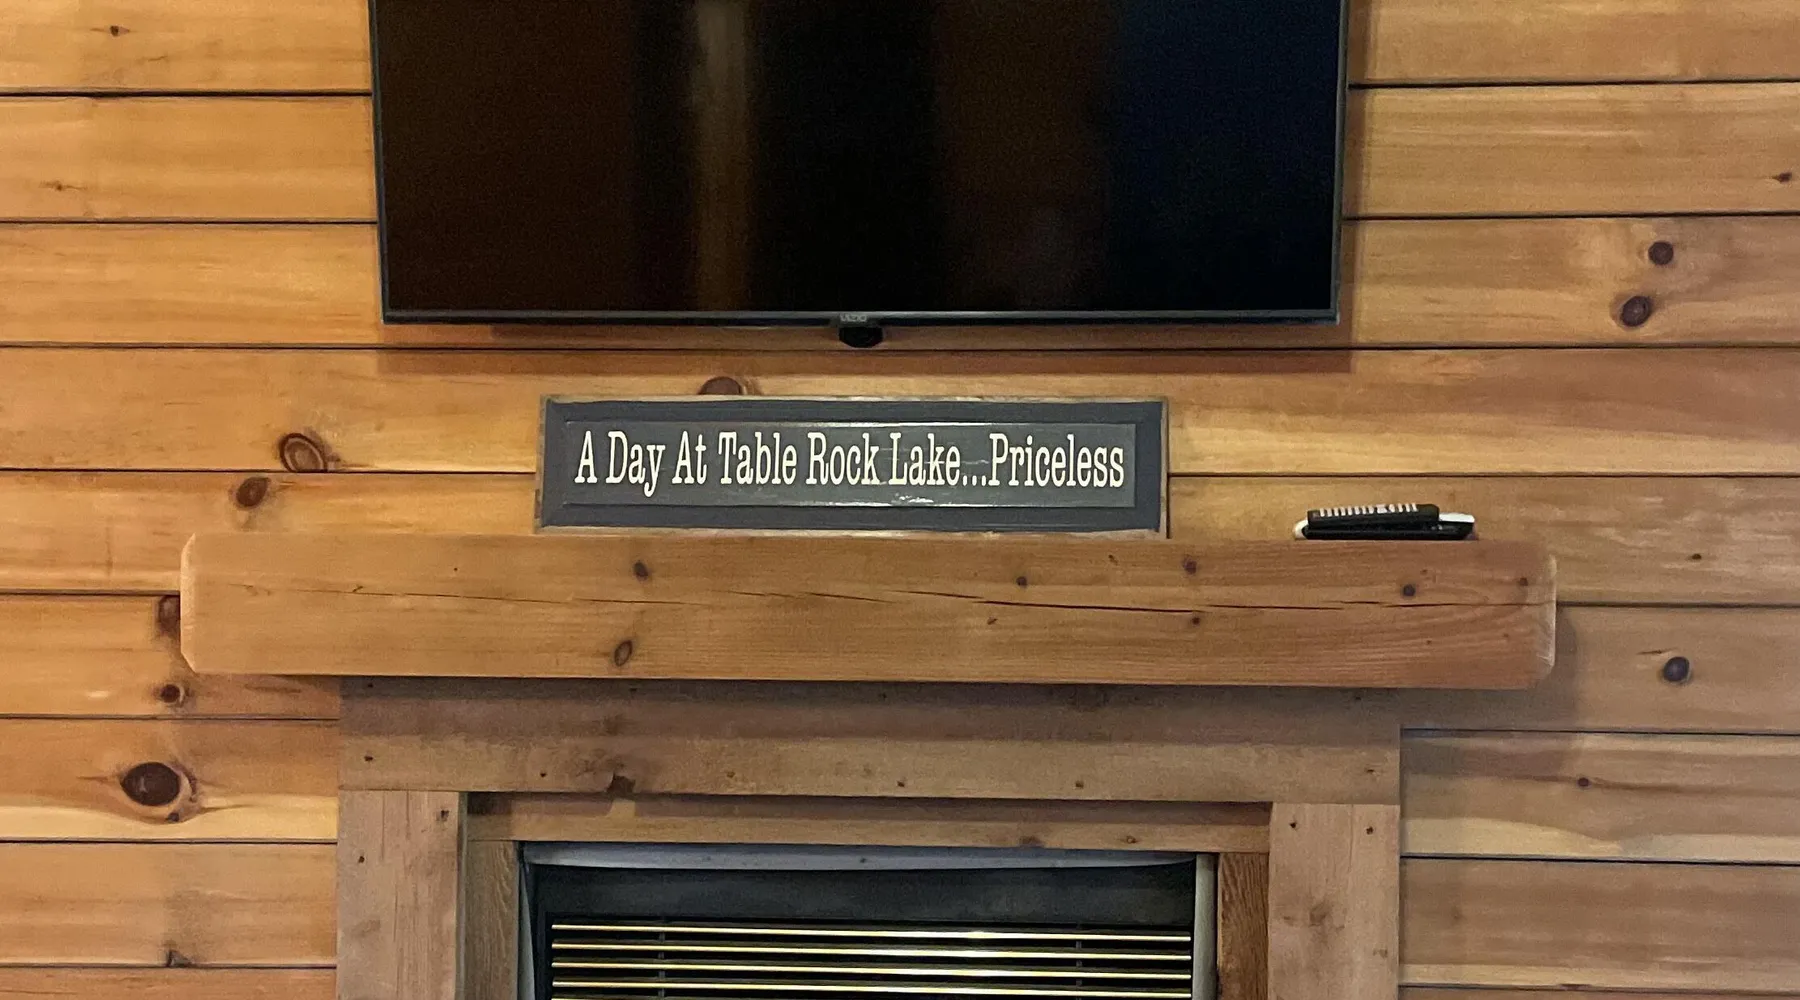 A Day At Table Rock Lake...Priceless